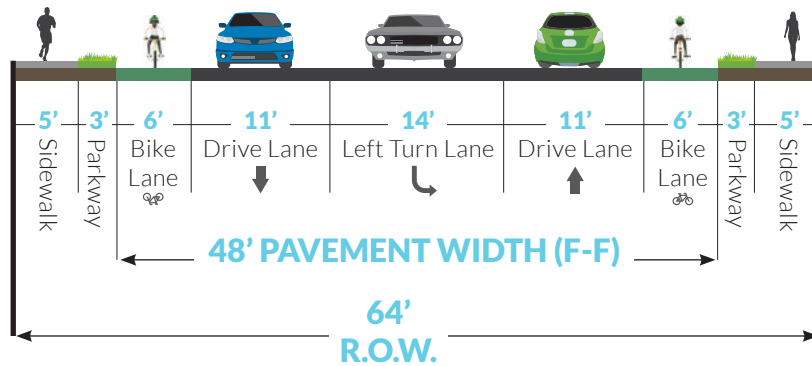 5’ 3’ 6’ 11’ 14’ 11’ 6’ 3’ 5’
Sidewalk
Parkway
Bike
Lane
Drive Lane
Left Turn Lane
Drive Lane
Bike
Lane
Parkway
Sidewalk
48’ PAVEMENT WIDTH (F-F)
64’
R.O.W.